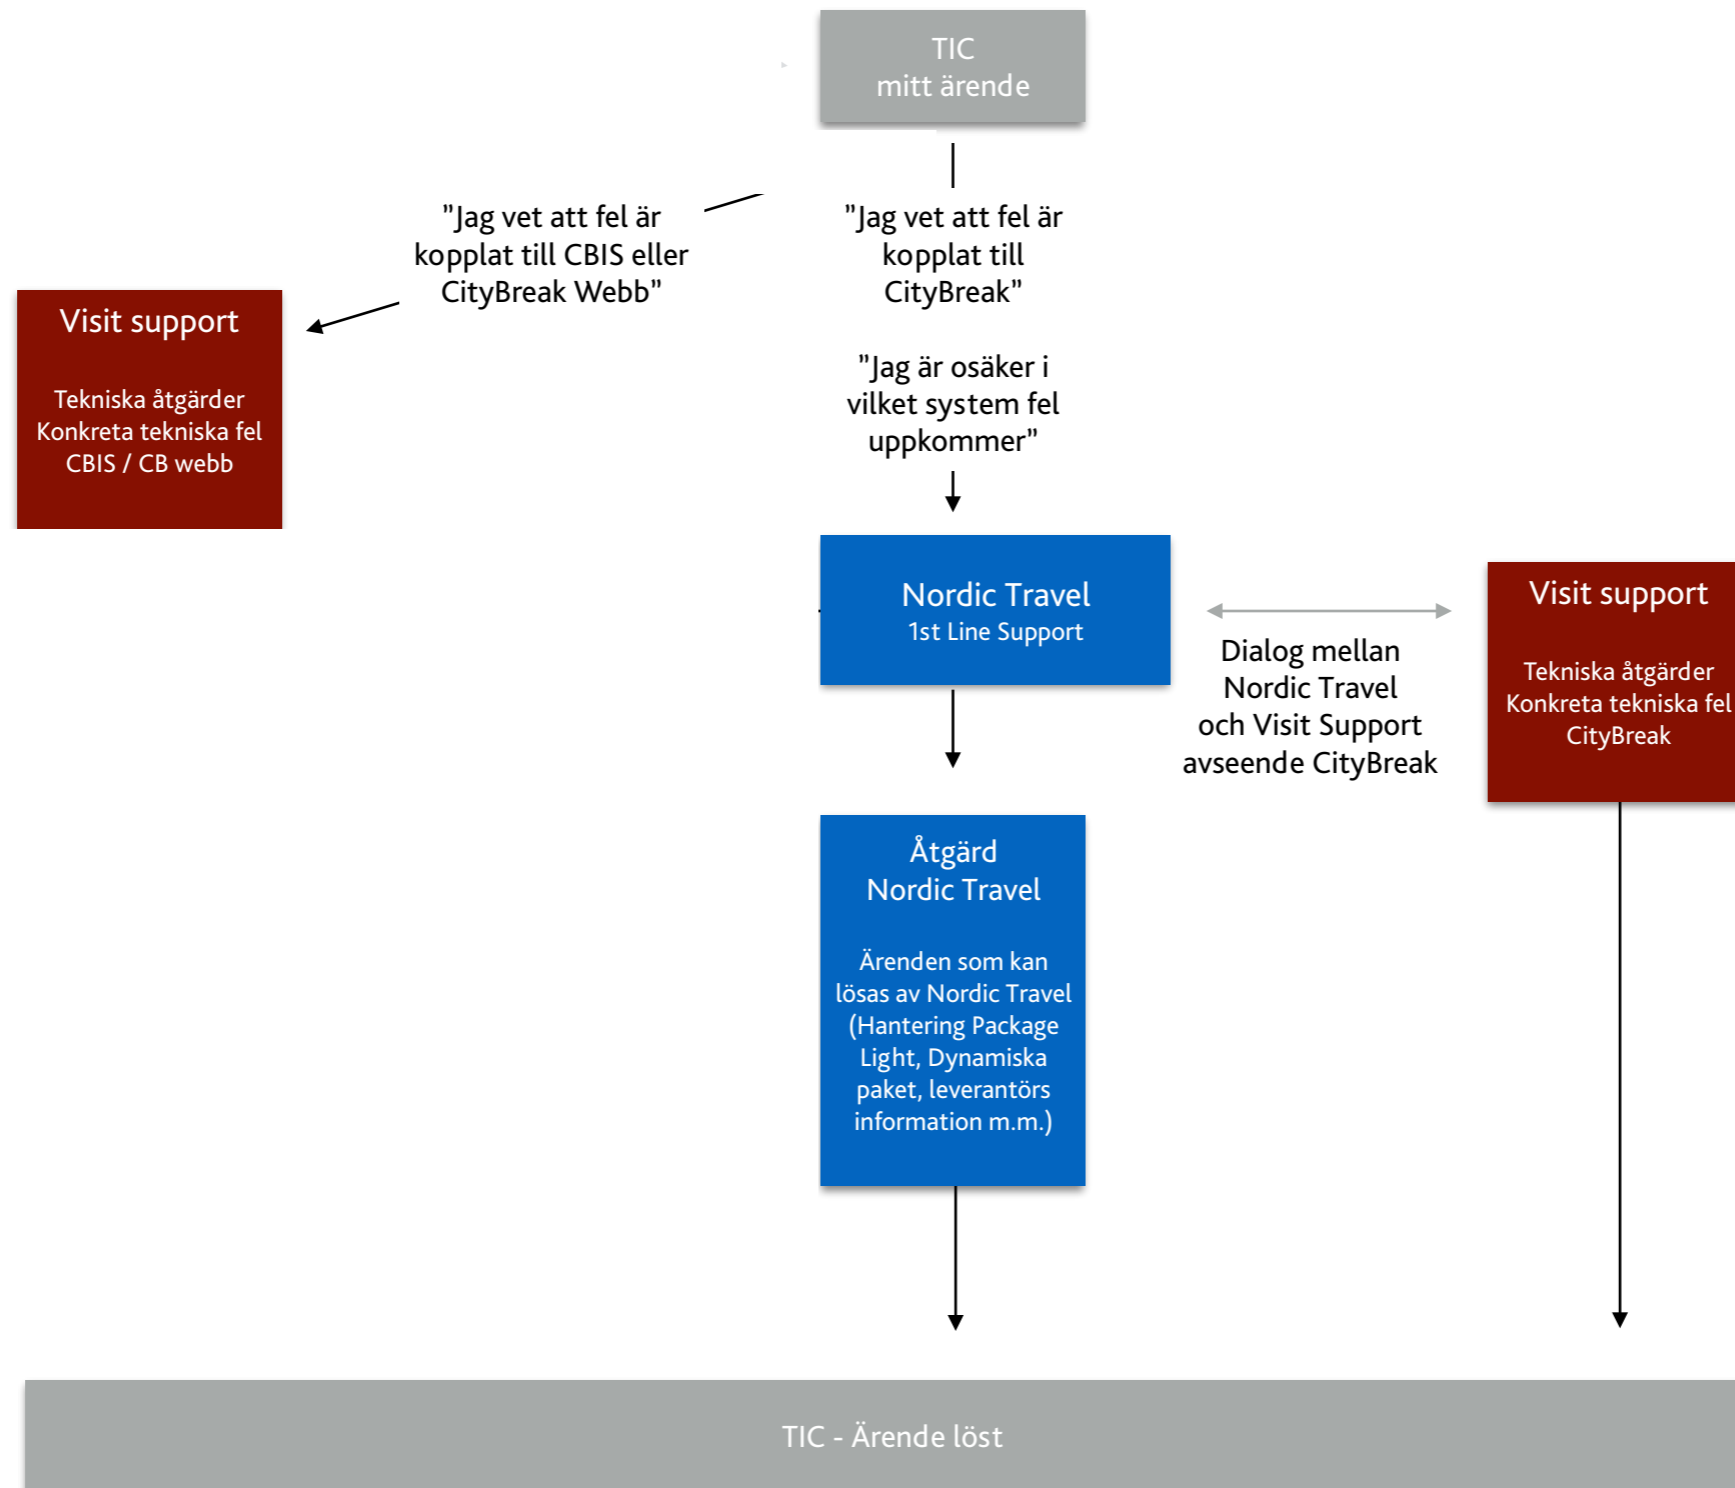 TIC
mitt ärende
”Jag vet att fel är
kopplat till CBIS eller
CityBreak Webb”
”Jag vet att fel är
kopplat till
CityBreak”
”Jag är osäker i
vilket system fel
uppkommer”
Visit support
Tekniska åtgärder
Konkreta tekniska fel
CBIS / CB webb
Nordic Travel
1st Line Support
Dialog mellan
Nordic Travel
och Visit Support
avseende CityBreak
Visit support
Tekniska åtgärder
Konkreta tekniska fel
CityBreak
Åtgärd
Nordic Travel
Ärenden som kan
lösas av Nordic Travel
(Hantering Package
Light, Dynamiska
paket, leverantörs
information m.m.)
TIC - Ärende löst